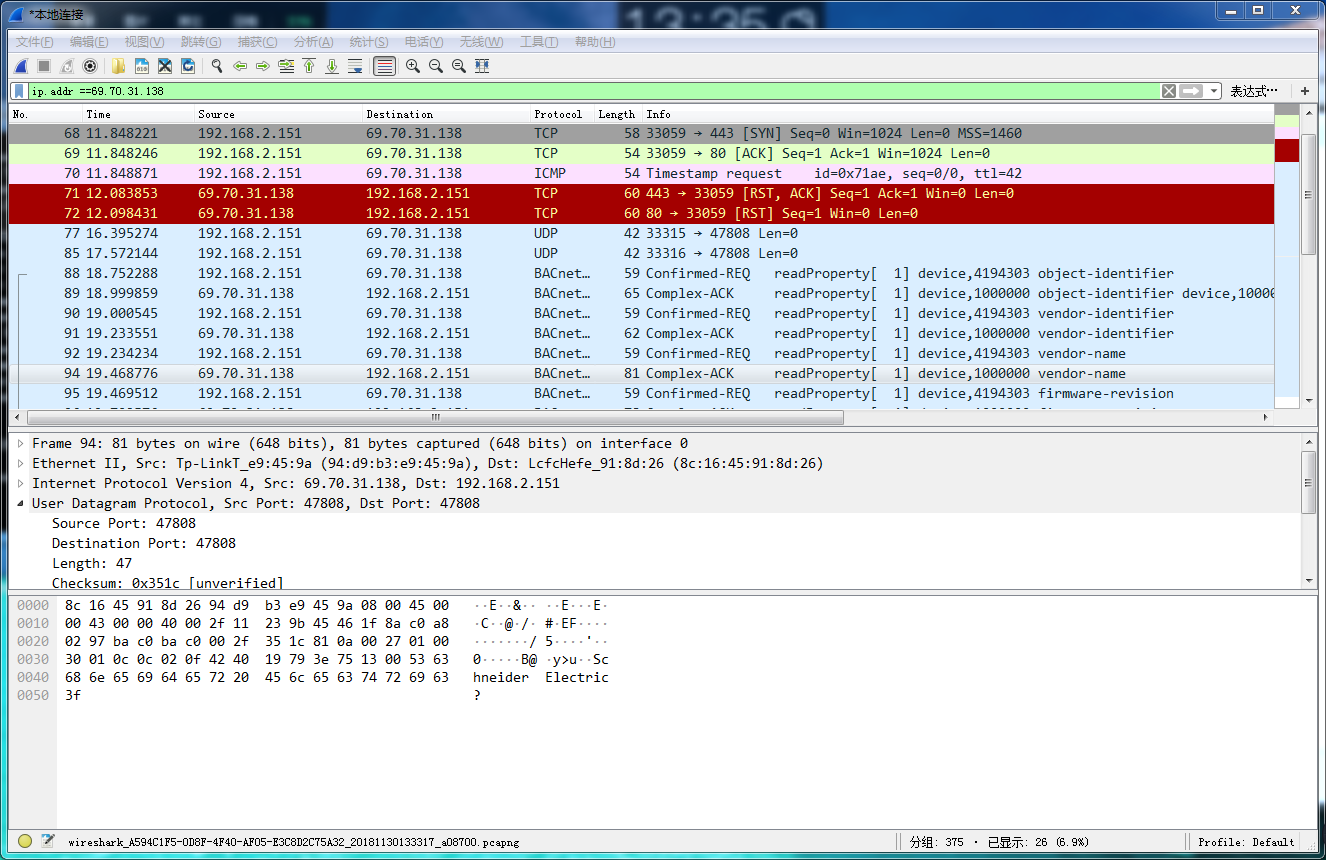 *本地连接
文件(F) 编辑(E) 视图(V) 跳转(G) 捕获(C) 分析(A) 统计(S) 电话(Y) 无线(W) 工具(T) 帮助(H)
ip.addr ==69.70.31.138 表达式… +
No. Time Source Destination Protocol Length Info
68 11.848221 192.168.2.151 69.70.31.138 TCP 58 33059 → 443 [SYN] Seq=0 Win=1024 Len=0 MSS=1460
69 11.848246 192.168.2.151 69.70.31.138 TCP 54 33059 → 80 [ACK] Seq=1 Ack=1 Win=1024 Len=0
70 11.848871 192.168.2.151 69.70.31.138 ICMP 54 Timestamp request id=0x71ae, seq=0/0, ttl=42
71 12.083853 69.70.31.138 192.168.2.151 TCP 60 443 → 33059 [RST, ACK] Seq=1 Ack=1 Win=0 Len=0
72 12.098431 69.70.31.138 192.168.2.151 TCP 60 80 → 33059 [RST] Seq=1 Win=0 Len=0
77 16.395274 192.168.2.151 69.70.31.138 UDP 42 33315 → 47808 Len=0
85 17.572144 192.168.2.151 69.70.31.138 UDP 42 33316 → 47808 Len=0
88 18.752288 192.168.2.151 69.70.31.138 BACnet… 59 Confirmed-REQ readProperty[ 1] device,4194303 object-identifier
89 18.999859 69.70.31.138 192.168.2.151 BACnet… 65 Complex-ACK readProperty[ 1] device,1000000 object-identifier device,10000
90 19.000545 192.168.2.151 69.70.31.138 BACnet… 59 Confirmed-REQ readProperty[ 1] device,4194303 vendor-identifier
91 19.233551 69.70.31.138 192.168.2.151 BACnet… 62 Complex-ACK readProperty[ 1] device,1000000 vendor-identifier
92 19.234234 192.168.2.151 69.70.31.138 BACnet… 59 Confirmed-REQ readProperty[ 1] device,4194303 vendor-name
94 19.468776 69.70.31.138 192.168.2.151 BACnet… 81 Complex-ACK readProperty[ 1] device,1000000 vendor-name
95 19.469512 192.168.2.151 69.70.31.138 BACnet… 59 Confirmed-REQ readProperty[ 1] device,4194303 firmware-revision
Frame 94: 81 bytes on wire (648 bits), 81 bytes captured (648 bits) on interface 0
Ethernet II, Src: Tp-LinkT_e9:45:9a (94:d9:b3:e9:45:9a), Dst: LcfcHefe_91:8d:26 (8c:16:45:91:8d:26)
Internet Protocol Version 4, Src: 69.70.31.138, Dst: 192.168.2.151
User Datagram Protocol, Src Port: 47808, Dst Port: 47808
Source Port: 47808
Destination Port: 47808
Length: 47
Checksum: 0x351c [unverified]
0000 8c 16 45 91 8d 26 94 d9 b3 e9 45 9a 08 00 45 00 ··E··&·· ··E···E·
0010 00 43 00 00 40 00 2f 11 23 9b 45 46 1f 8a c0 a8 ·C··@·/· #·EF····
0020 02 97 ba c0 ba c0 00 2f 35 1c 81 0a 00 27 01 00 ·······/ 5····'··
0030 30 01 0c 0c 02 0f 42 40 19 79 3e 75 13 00 53 63 0·····B@ ·y>u··Sc
0040 68 6e 65 69 64 65 72 20 45 6c 65 63 74 72 69 63 hneider Electric
0050 3f ?
wireshark_A594C1F5-0D8F-4F40-AF05-E3C8D2C75A32_20181130133317_a08700.pcapng 分组: 375 · 已显示: 26 (6.9%) Profile: Default